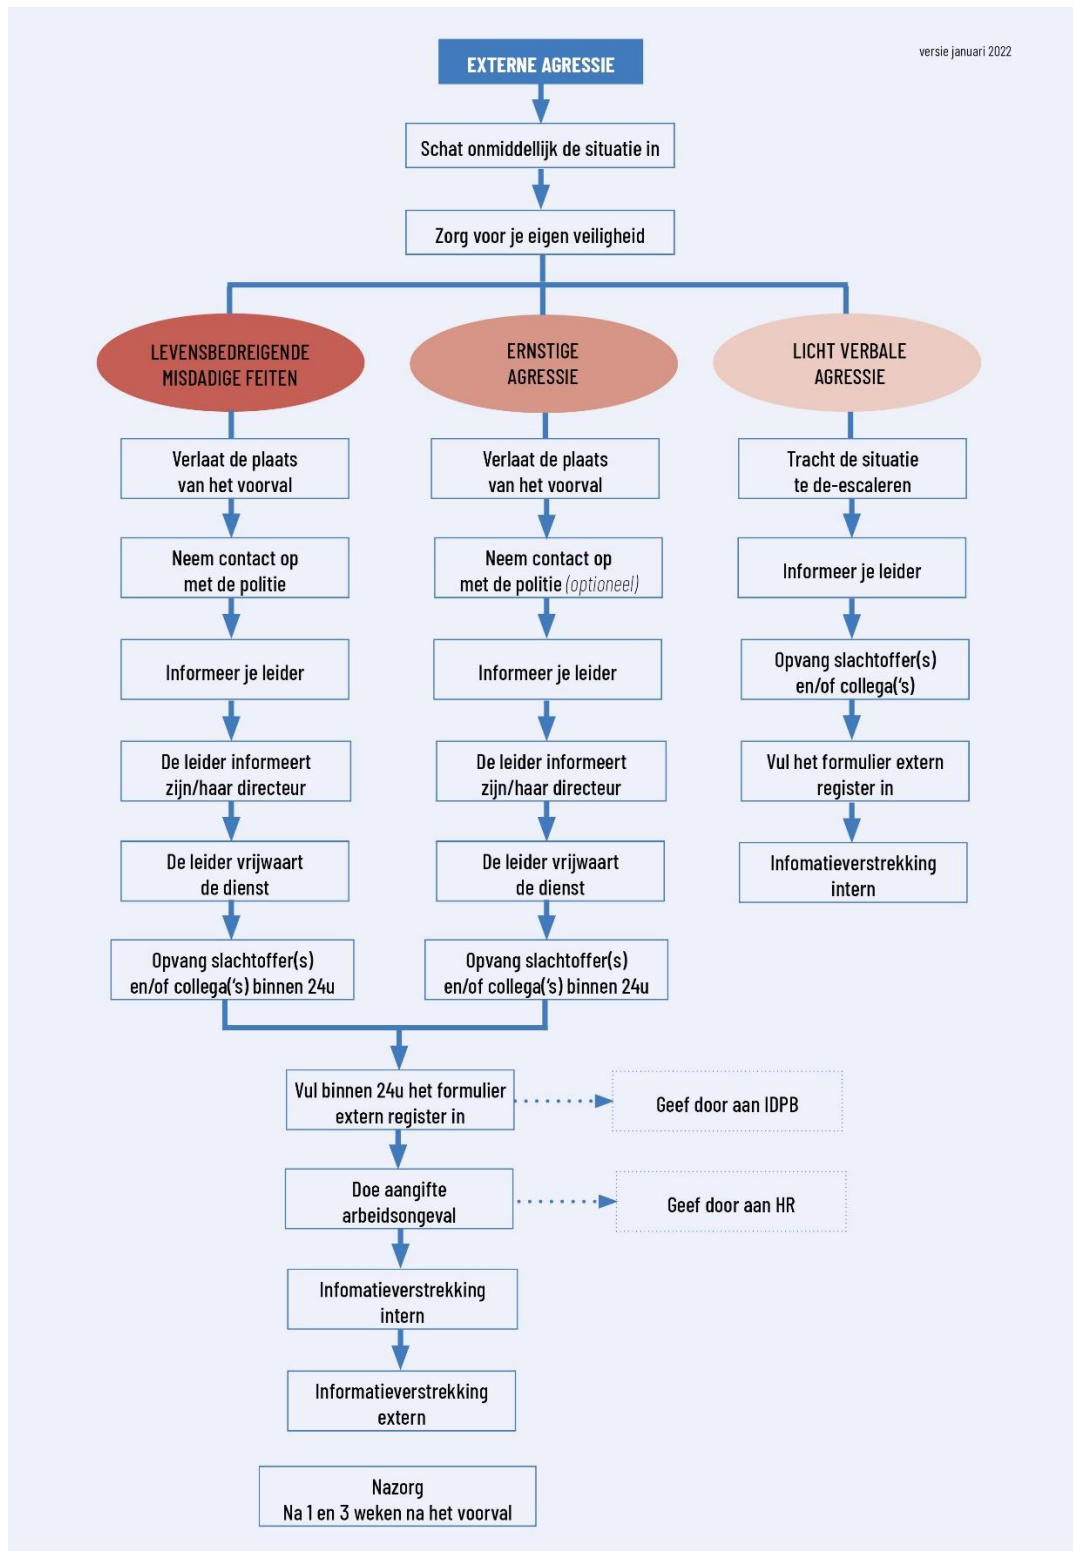 versie januari 2022
EXTERNE AGRESSIE
Schat onmiddellijk de situatie in
Zorg voor je eigen veiligheid
LEVENSBEDREIGENDE
MISDADIGE FEITEN
Verlaat de plaats
van het voorval
Neem contact op
met de politie
Informeer je leider
De leider informeert
zijn/haar directeur
De leider vrijwaart
de dienst
Opvang slachtoffer(s)
en/of collega('s) binnen 24u
ERNSTIGE
AGRESSIE
Verlaat de plaats
van het voorval
Neem contact op
met de politie (optioneel)
Informeer je leider
De leider informeert
zijn/haar directeur
De leider vrijwaart
de dienst
Opvang slachtoffer(s)
en/of collega('s) binnen 24u
LICHT VERBALE
AGRESSIE
Tracht de situatie
te de-escaleren
Informeer je leider
Opvang slachtoffer(s)
en/of collega('s)
Vul het formulier extern
register in
Infomatieverstrekking
intern
Vul binnen 24u het formulier
extern register in
Geef door aan IDPB
Doe aangifte
arbeidsongeval
Geef door aan HR
Infomatieverstrekking
intern
Informatieverstrekking
extern
Nazorg
Na 1 en 3 weken na het voorval